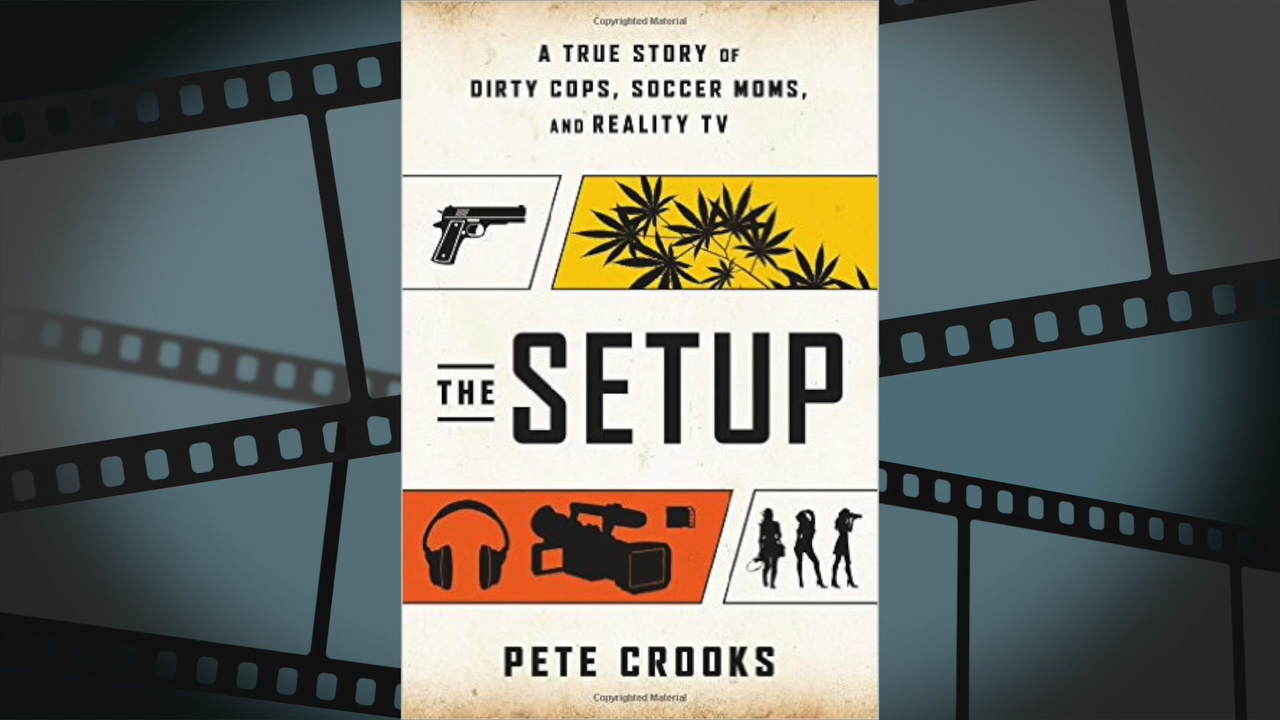 Copyrighted Material
A TRUE STORY OF
DIRTY COPS, SOCCER MOMS,
AND REALITY TV
THE SETUP
PETE CROOKS
Copyrighted Material